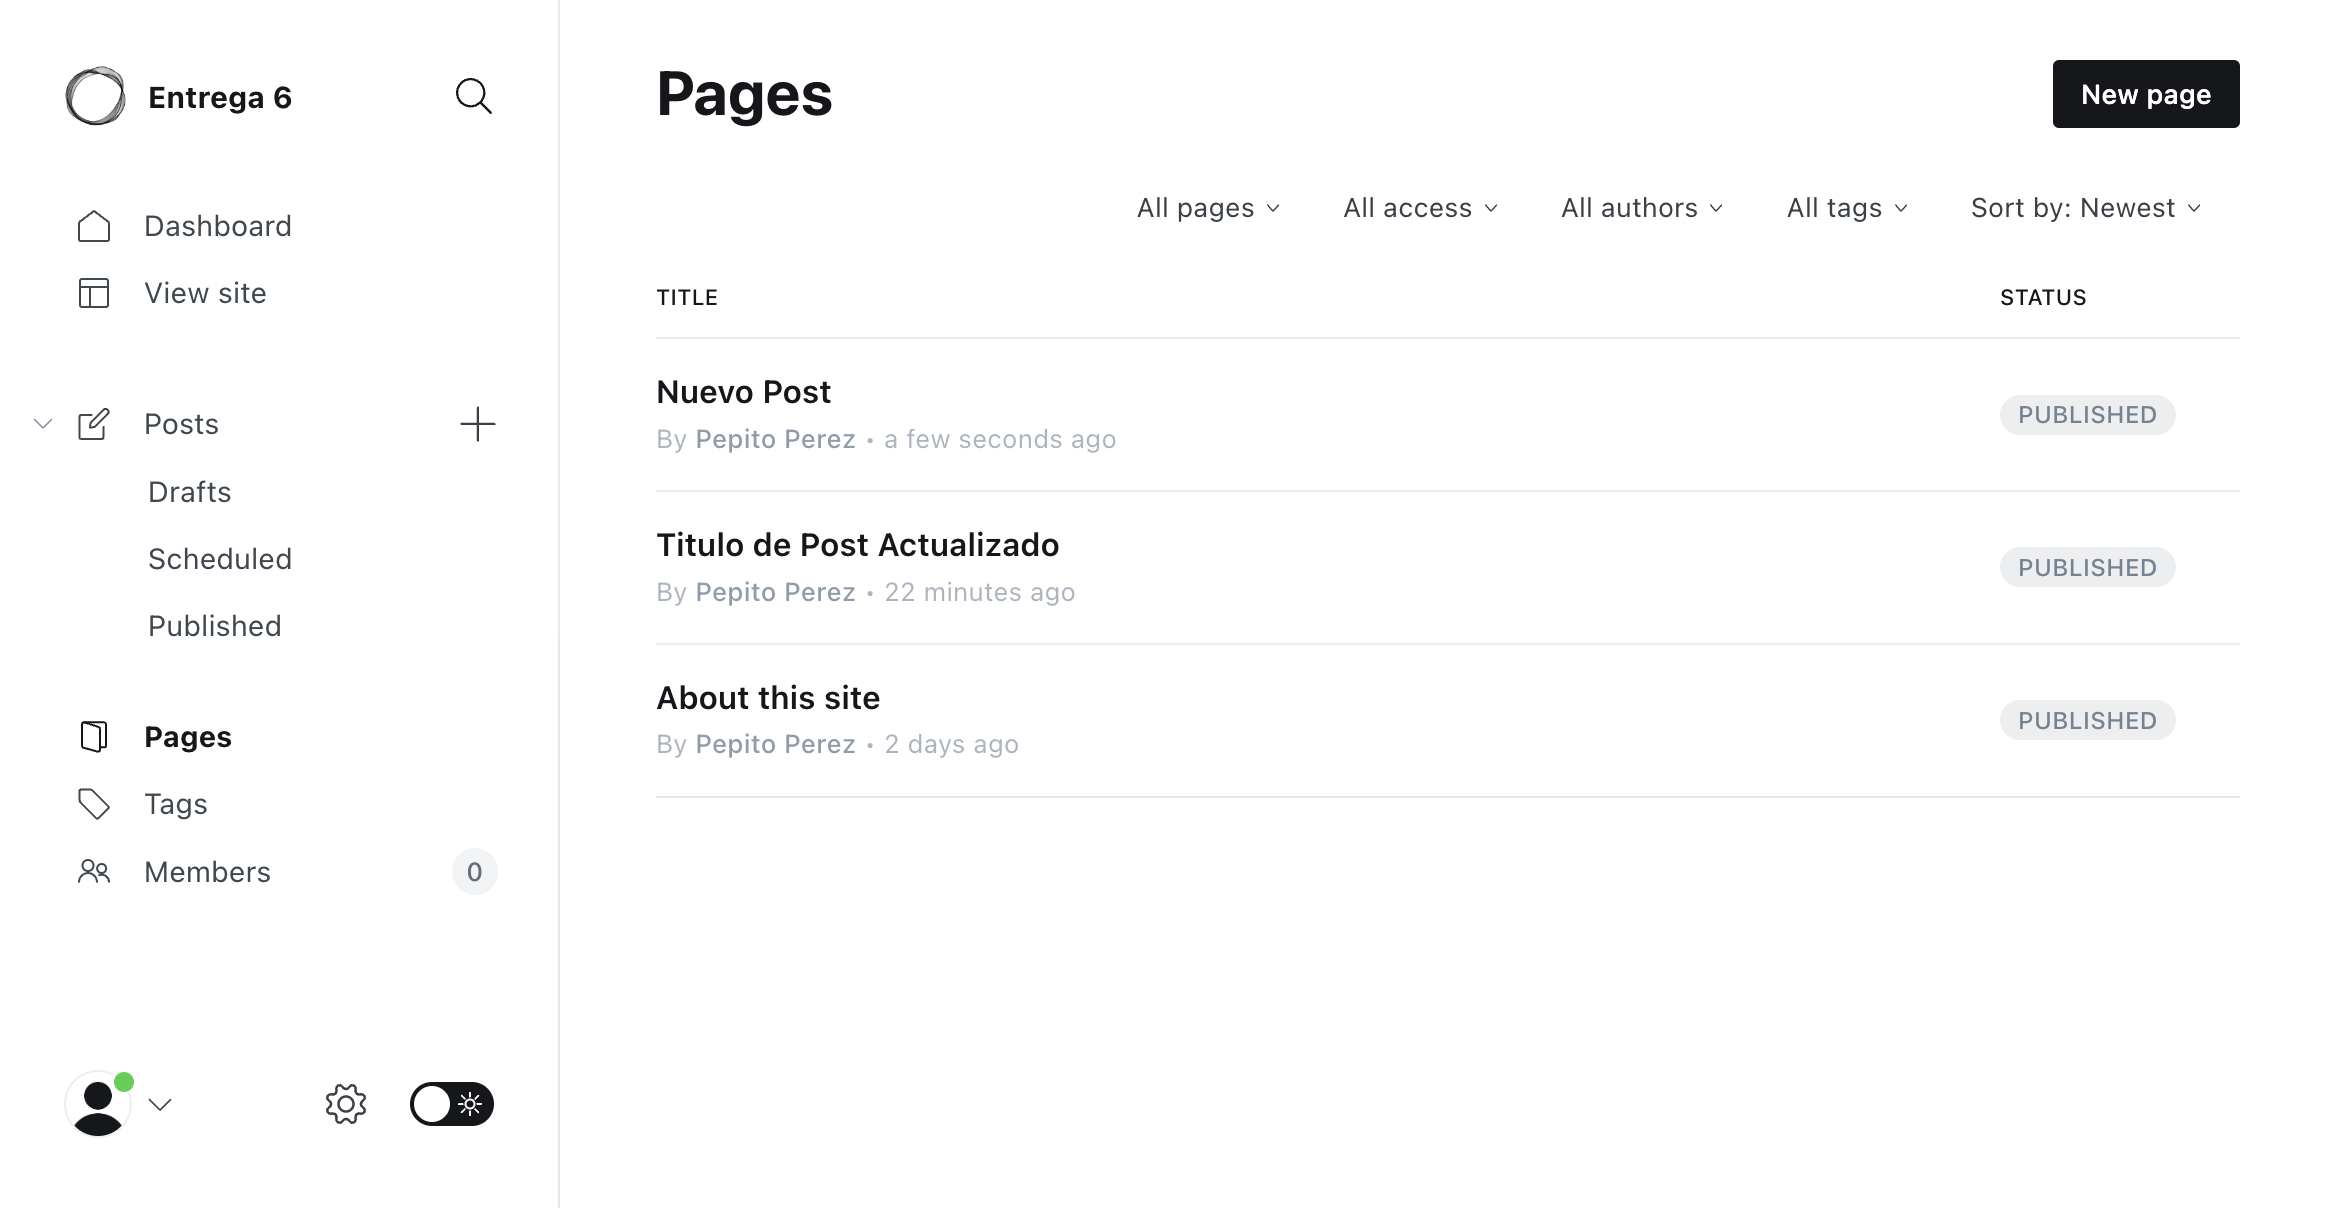 Entrega 6
Dashboard
View site
Posts
Drafts
Scheduled
Published
Pages
Tags
Members 0
Pages
New page
All pages All access All authors All tags Sort by: Newest
TITLE STATUS
Nuevo Post
By Pepito Perez • a few seconds ago
PUBLISHED
Titulo de Post Actualizado
By Pepito Perez • 22 minutes ago
PUBLISHED
About this site
By Pepito Perez • 2 days ago
PUBLISHED